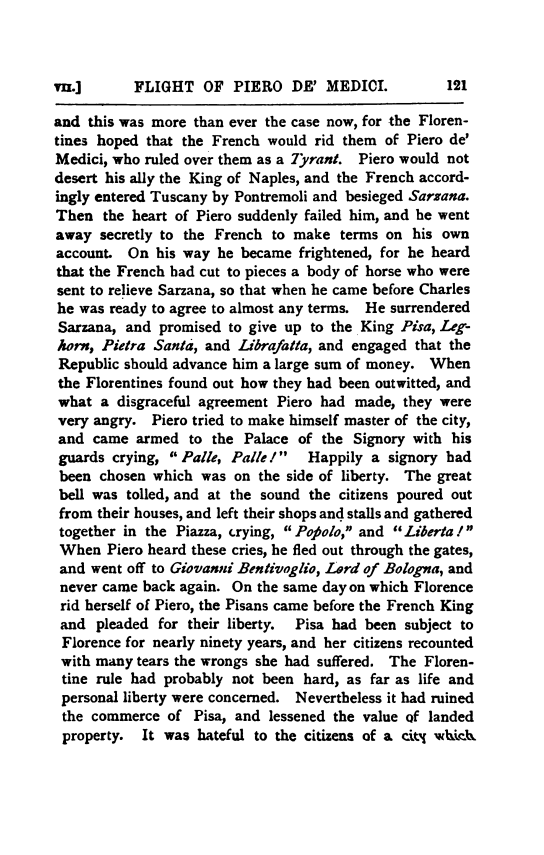 VII.] FLIGHT OF PIERO DE' MEDICI. 121
and this was more than ever the case now, for the Floren-
tines hoped that the French would rid them of Piero de'
Medici, who ruled over them as a Tyrant. Piero would not
desert his ally the King of Naples, and the French accord-
ingly entered Tuscany by Pontremoli and besieged Sarzana.
Then the heart of Piero suddenly failed him, and he went
away secretly to the French to make terms on his own
account. On his way he became frightened, for he heard
that the French had cut to pieces a body of horse who were
sent to relieve Sarzana, so that when he came before Charles
he was ready to agree to almost any terms. He surrendered
Sarzana, and promised to give up to the King Pisa, Leg-
horn, Pietra Santa, and Librafatta, and engaged that the
Republic should advance him a large sum of money. When
the Florentines found out how they had been outwitted, and
what a disgraceful agreement Piero had made, they were
very angry. Piero tried to make himself master of the city,
and came armed to the Palace of the Signory with his
guards crying, "Palle, Palle!" Happily a signory had
been chosen which was on the side of liberty. The great
bell was tolled, and at the sound the citizens poured out
from their houses, and left their shops and stalls and gathered
together in the Piazza, crying, "Popolo," and "Liberta!"
When Piero heard these cries, he fled out through the gates,
and went off to Giovanni Bentivoglio, Lord of Bologna, and
never came back again. On the same day on which Florence
rid herself of Piero, the Pisans came before the French King
and pleaded for their liberty. Pisa had been subject to
Florence for nearly ninety years, and her citizens recounted
with many tears the wrongs she had suffered. The Floren-
tine rule had probably not been hard, as far as life and
personal liberty were concerned. Nevertheless it had ruined
the commerce of Pisa, and lessened the value of landed
property. It was hateful to the citizens of a city which